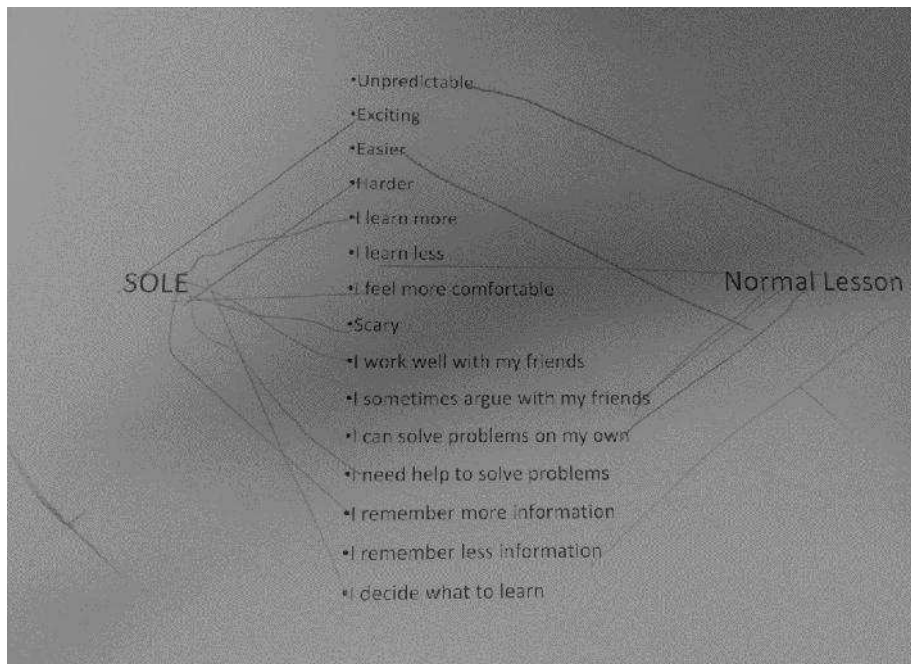 •Unpredictable
•Exciting
•Easier
•Harder
•I learn more
•I learn less
SOLE
•I feel more comfortable
Normal Lesson
•Scary
•I work well with my friends
•I sometimes argue with my friends
•I can solve problems on my own
•I need help to solve problems
•I remember more information
•I remember less information
•I decide what to learn